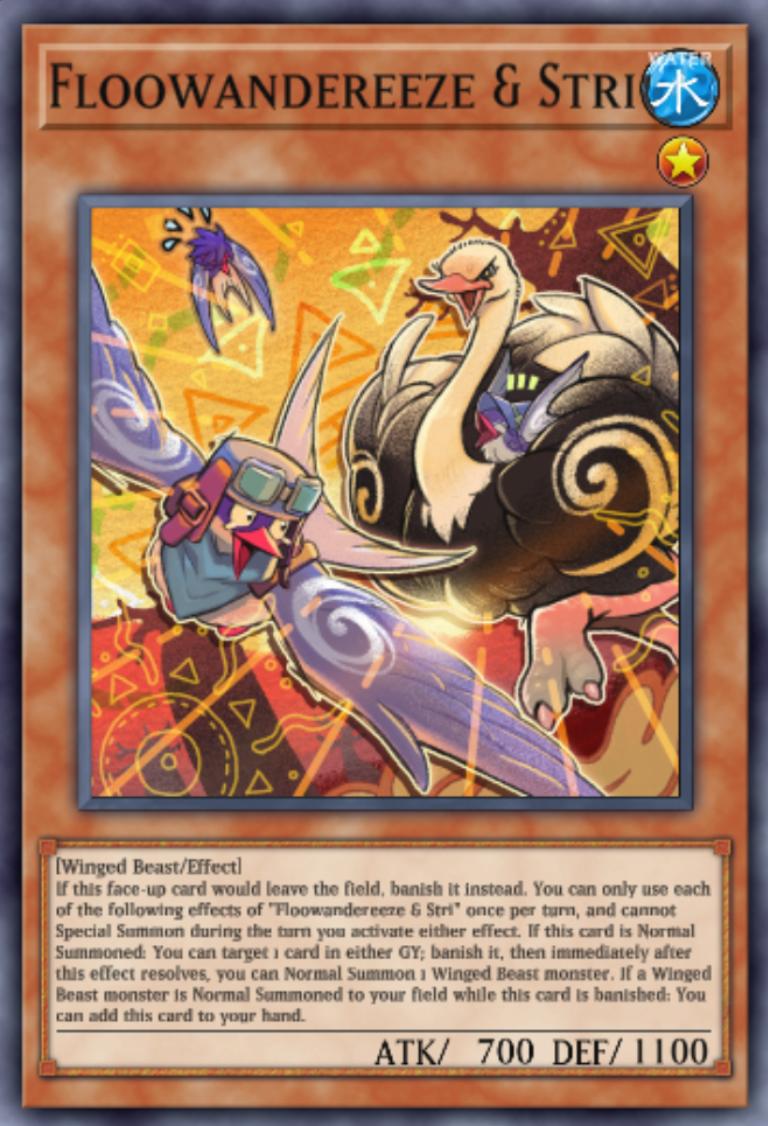 FLOOWANDEREEZE & STRI
WATER
水
[Winged Beast/Effect]
If this face-up card would leave the field, banish it instead. You can only use each
of the following effects of "Floowandereeze & Stri" once per turn, and cannot
Special Summon during the turn you activate either effect. If this card is Normal
Summoned: You can target 1 card in either GY; banish it, then immediately after
this effect resolves, you can Normal Summon 1 Winged Beast monster. If a Winged
Beast monster is Normal Summoned to your field while this card is banished: You
can add this card to your hand.
ATK/ 700 DEF/ 1100